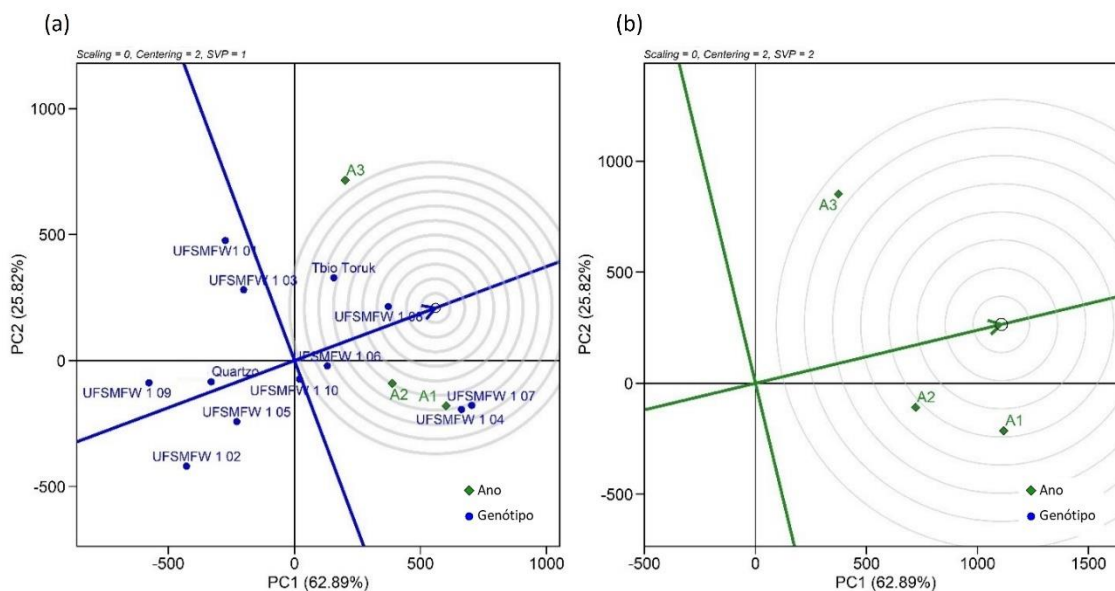 (a)
Scaling = 0, Centering = 2, SVP = 1
PC2 (25.82%)
1000
500
0
-500
A3
UFSMFW1 01
UFSMFW 1 03
Tbio Toruk
UFSMFW 1 08
UFSMFW 1 06
Quartzo
UFSMFW 1 09
UFSMFW 1 10
A2
A1
UFSMFW 1 07
UFSMFW 1 04
UFSMFW 1 05
UFSMFW 1 02
Ano
Genótipo
-500
0
500
1000
PC1 (62.89%)
(b)
Scaling = 0, Centering = 2, SVP = 2
PC2 (25.82%)
1000
500
0
-500
A3
A2
A1
Ano
Genótipo
-500
0
500
1000
1500
PC1 (62.89%)